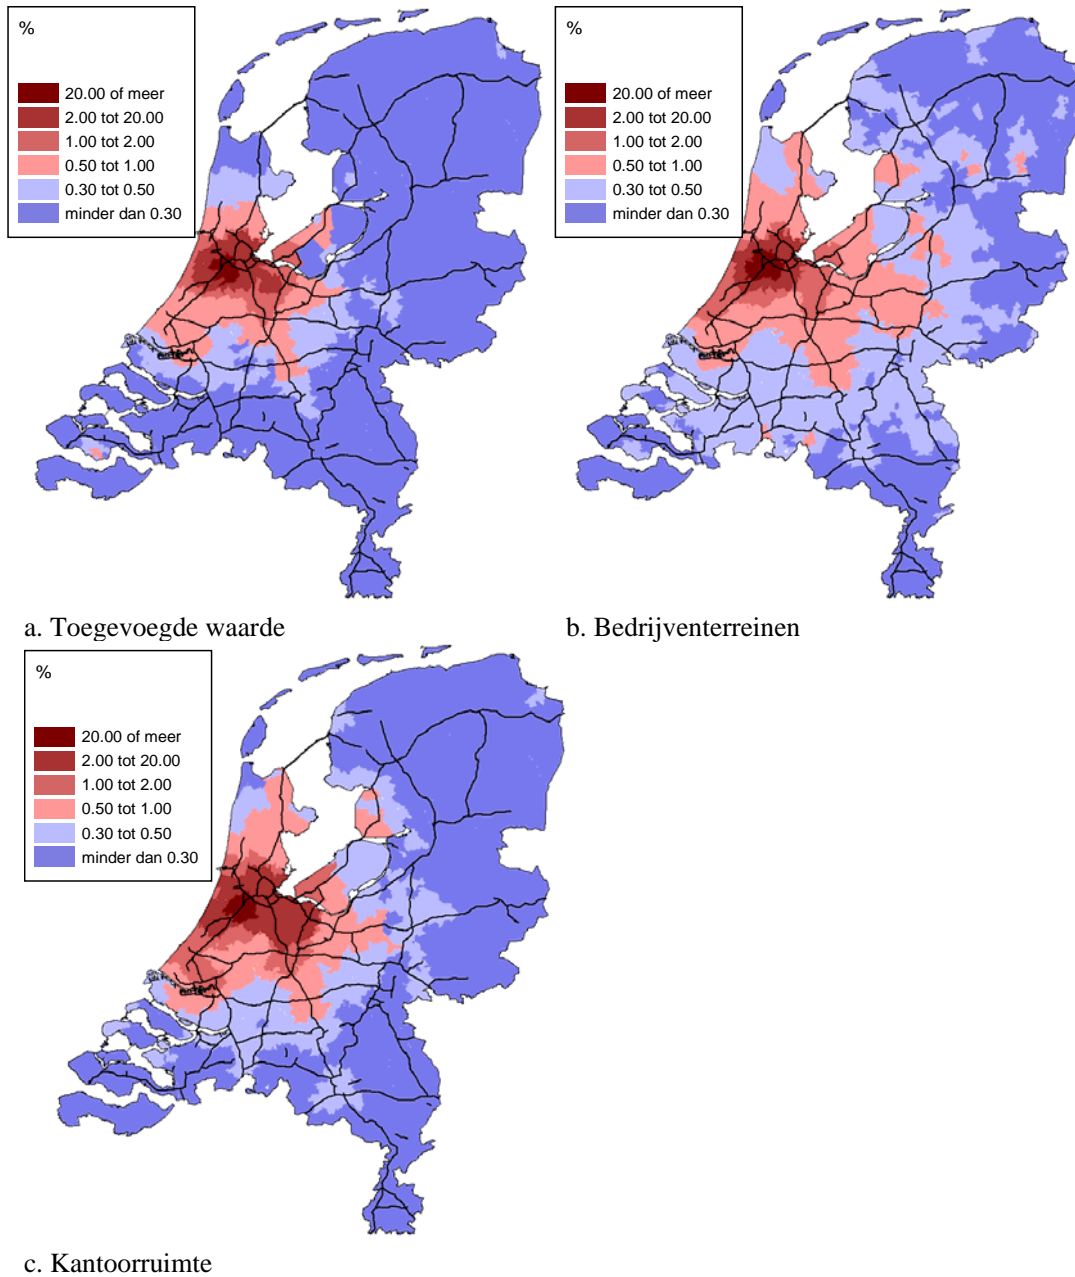 %
20.00 of meer
2.00 tot 20.00
1.00 tot 2.00
0.50 tot 1.00
0.30 tot 0.50
minder dan 0.30
a. Toegevoegde waarde
%
20.00 of meer
2.00 tot 20.00
1.00 tot 2.00
0.50 tot 1.00
0.30 tot 0.50
minder dan 0.30
b. Bedrijventerreinen
%
20.00 of meer
2.00 tot 20.00
1.00 tot 2.00
0.50 tot 1.00
0.30 tot 0.50
minder dan 0.30
c. Kantoorruimte